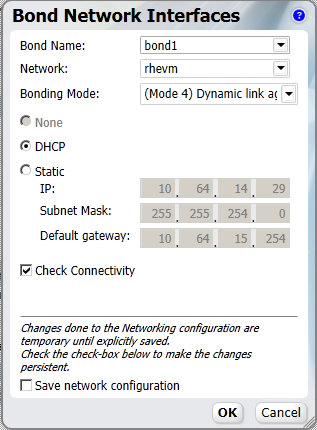 Bond Network Interfaces ?
Bond Name: bond1
Network: rhevm
Bonding Mode: (Mode 4) Dynamic link ag
None
DHCP
Static
IP: 10 . 64 . 14 . 29
Subnet Mask: 255 . 255 . 254 . 0
Default gateway: 10 . 64 . 15 . 254
Check Connectivity
Changes done to the Networking configuration are
temporary until explicitly saved.
Check the check-box below to make the changes
persistent.
Save network configuration
OK Cancel